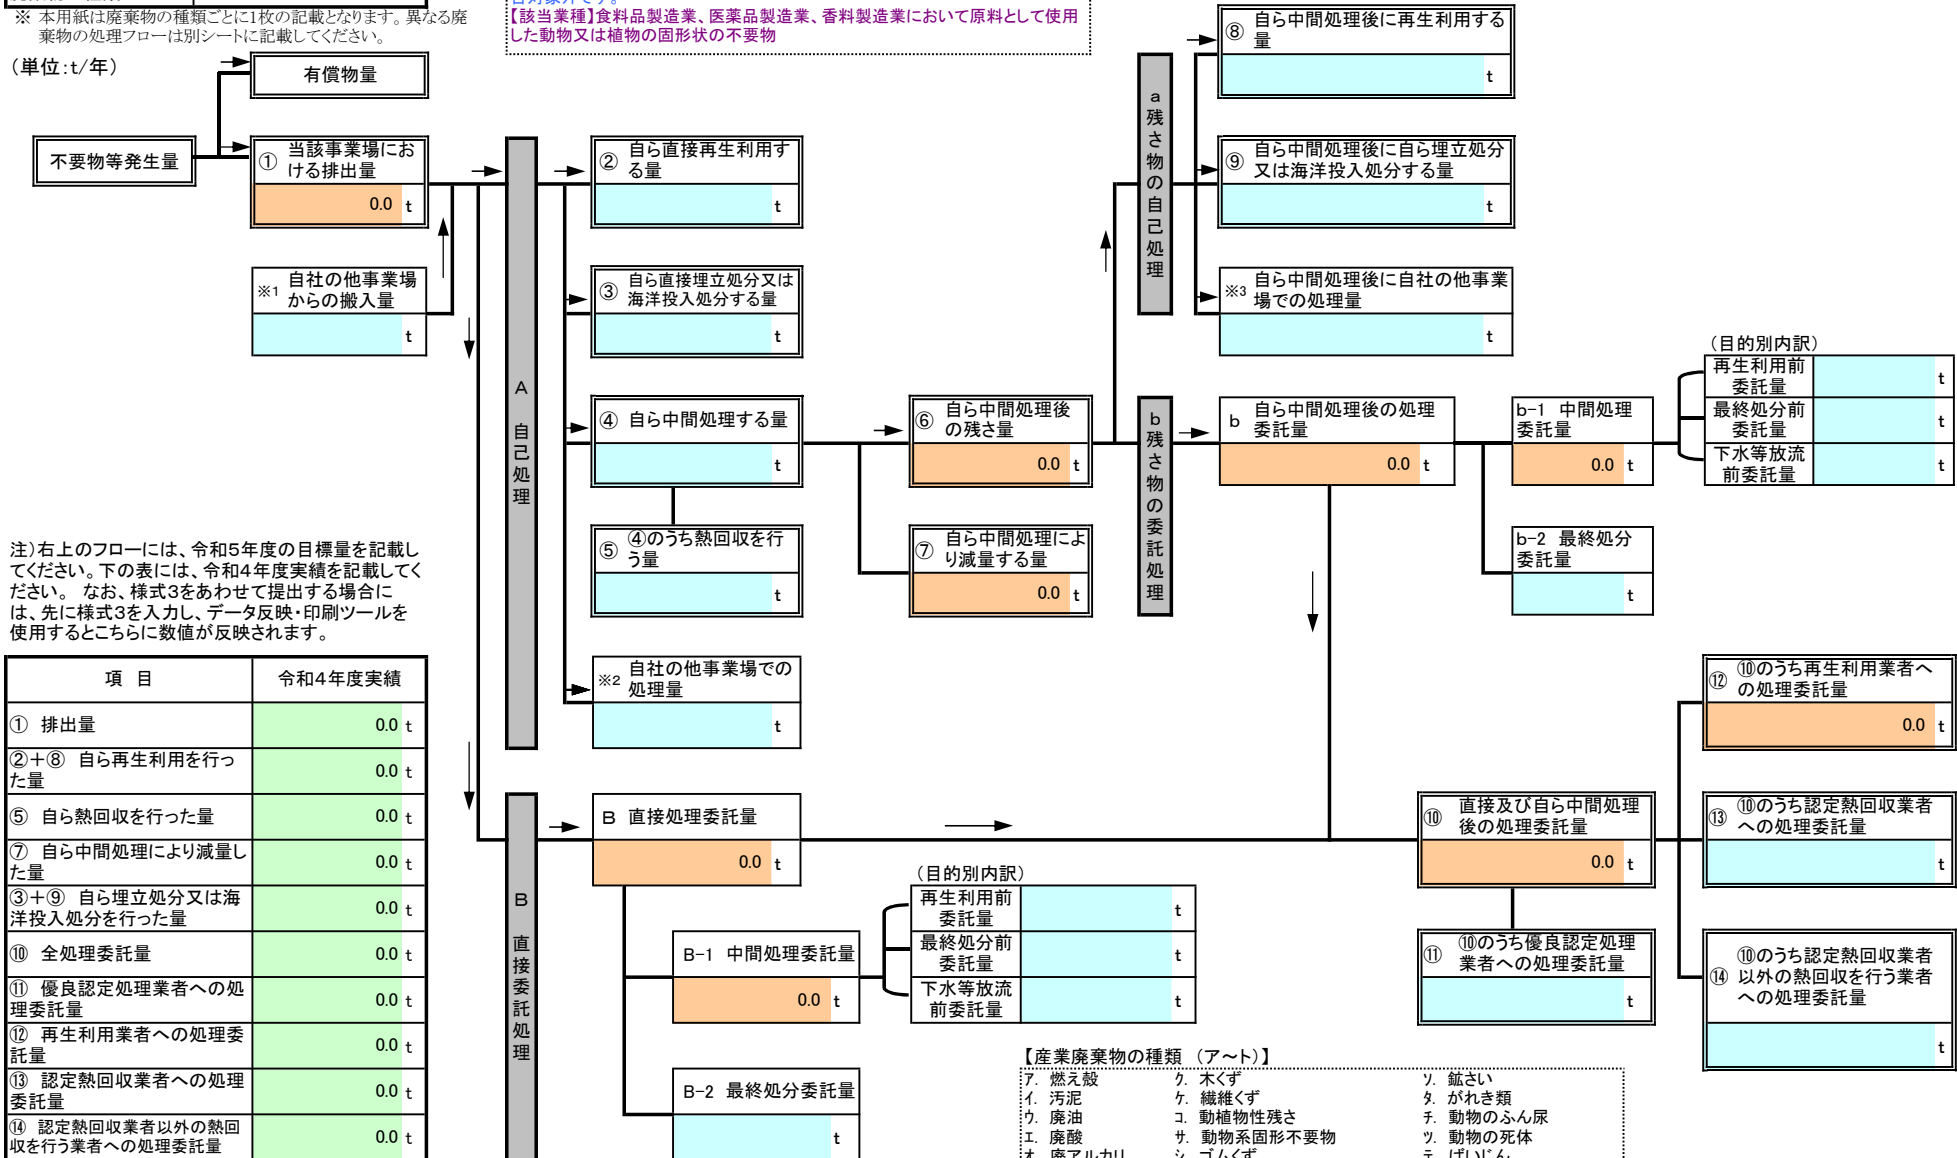 ※ 本用紙は廃棄物の種類ごとに1枚の記載となります。異なる廃
棄物の処理フローは別シートに記載してください。
(単位:t/年)
【該当業種】食料品製造業、医薬品製造業、香料製造業において原料として使用
した動物又は植物の固形状の不要物
有償物量
不要物等発生量
① 当該事業場にお
ける排出量
0.0 t
※1 自社の他事業場
からの搬入量
t
A 自己処理
② 自ら直接再生利用す
る量
t
③ 自ら直接埋立処分又は
海洋投入処分する量
t
④ 自ら中間処理する量
t
⑤ ④のうち熱回収を行
う量
t
※2 自社の他事業場での
処理量
t
⑥ 自ら中間処理後
の残さ量
0.0 t
⑦ 自ら中間処理によ
り減量する量
0.0 t
a 残さ物の自己処理
⑧ 自ら中間処理後に再生利用する
量
t
⑨ 自ら中間処理後に自ら埋立処分
又は海洋投入処分する量
t
※3 自ら中間処理後に自社の他事業
場での処理量
t
b 残さ物の委託処理
b 自ら中間処理後の処理
委託量
0.0 t
b-1 中間処理
委託量
0.0 t
b-2 最終処分
委託量
t
(目的別内訳)
再生利用前
委託量
t
最終処分前
委託量
t
下水等放流
前委託量
t
注)右上のフローには、令和5年度の目標量を記載し
てください。下の表には、令和4年度実績を記載してく
ださい。 なお、様式3をあわせて提出する場合に
は、先に様式3を入力し、データ反映・印刷ツールを
使用するとこちらに数値が反映されます。
項 目 令和4年度実績
① 排出量 0.0 t
②+⑧ 自ら再生利用を行っ
た量 0.0 t
⑤ 自ら熱回収を行った量 0.0 t
⑦ 自ら中間処理により減量し
た量 0.0 t
③+⑨ 自ら埋立処分又は海
洋投入処分を行った量 0.0 t
⑩ 全処理委託量 0.0 t
⑪ 優良認定処理業者への処
理委託量 0.0 t
⑫ 再生利用業者への処理委
託量 0.0 t
⑬ 認定熱回収業者への処理
委託量 0.0 t
⑭ 認定熱回収業者以外の熱回
収を行う業者への処理委託量 0.0 t
B 直接委託処理
B 直接処理委託量
0.0 t
B-1 中間処理委託量
0.0 t
B-2 最終処分委託量
t
(目的別内訳)
再生利用前
委託量
t
最終処分前
委託量
t
下水等放流
前委託量
t
⑩ 直接及び自ら中間処理
後の処理委託量
0.0 t
⑪ ⑩のうち優良認定処理
業者への処理委託量
t
⑫ ⑩のうち再生利用業者へ
の処理委託量
0.0 t
⑬ ⑩のうち認定熱回収業者
への処理委託量
t
⑭ ⑩のうち認定熱回収業者
以外の熱回収を行う業者
への処理委託量
t
【産業廃棄物の種類 (ア~ト)】
ア. 燃え殻 ク. 木くず ソ. 鉱さい
イ. 汚泥 ケ. 繊維くず タ. がれき類
ウ. 廃油 コ. 動植物性残さ チ. 動物のふん尿
エ. 廃酸 サ. 動物系固形不要物 ツ. 動物の死体
オ. 廃アルカリ シ. ゴムくず テ. ばいじん